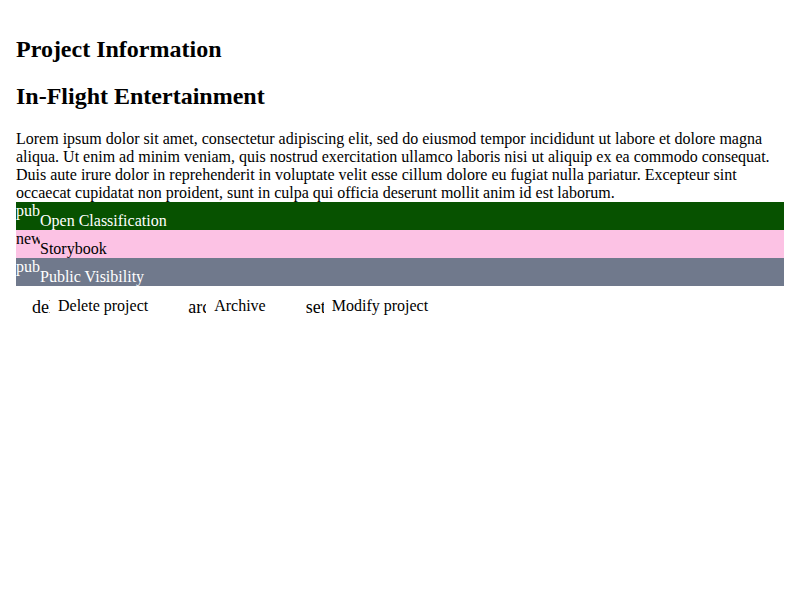 Project Information
In-Flight Entertainment
Lorem ipsum dolor sit amet, consectetur adipiscing elit, sed do eiusmod tempor incididunt ut labore et dolore magna
aliqua. Ut enim ad minim veniam, quis nostrud exercitation ullamco laboris nisi ut aliquip ex ea commodo consequat.
Duis aute irure dolor in reprehenderit in voluptate velit esse cillum dolore eu fugiat nulla pariatur. Excepteur sint
occaecat cupidatat non proident, sunt in culpa qui officia deserunt mollit anim id est laborum.
pub Open Classification
new Storybook
pub Public Visibility
de Delete project arc Archive set Modify project